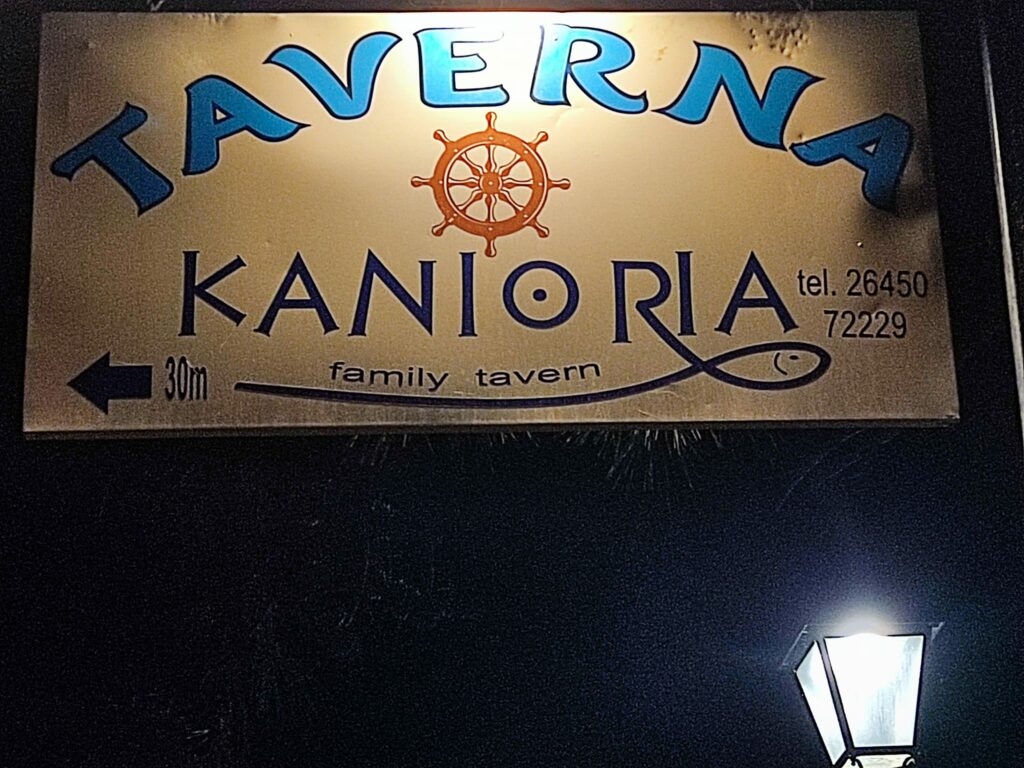 TAVERNA
KANIORIA
tel. 26450
72229
30m
family tavern